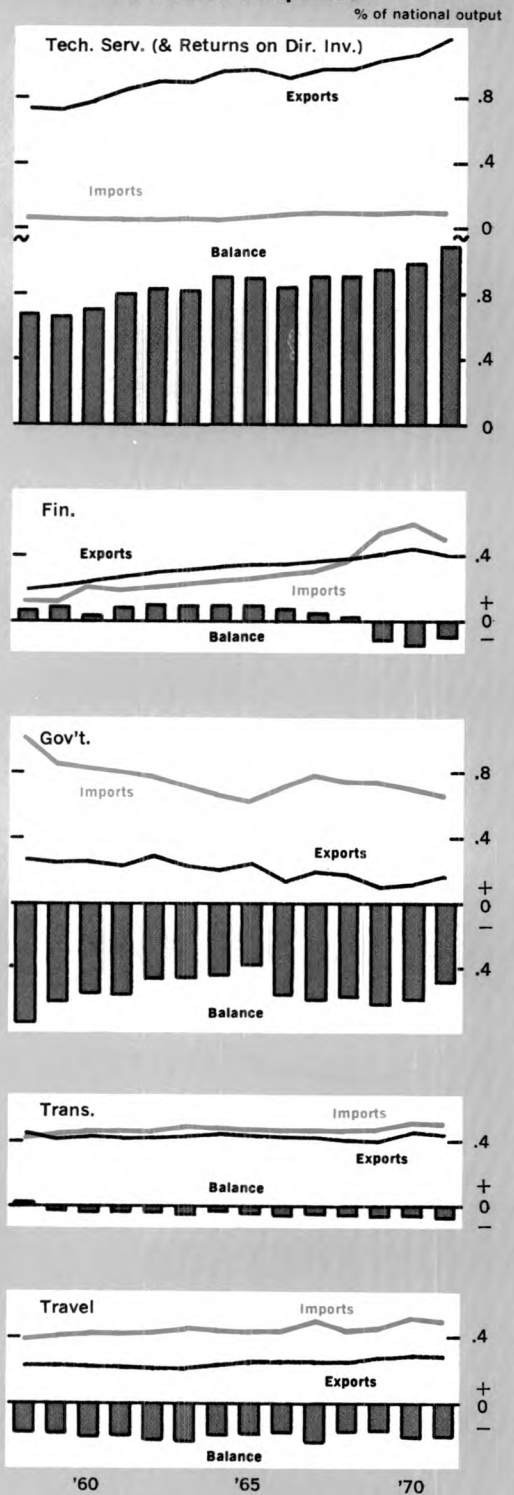 % of national output
Tech. Serv. (& Returns on Dir. Inv.)
Exports
.8
.4
Imports
0
Balance
.8
.4
0
Fin.
Exports
.4
Imports
+
0
Balance
−
Gov't.
.8
Imports
.4
Exports
+
0
−
.4
Balance
Trans.
Imports
.4
Exports
Balance
+
0
−
Travel
Imports
.4
Exports
+
0
−
Balance
'60
'65
'70